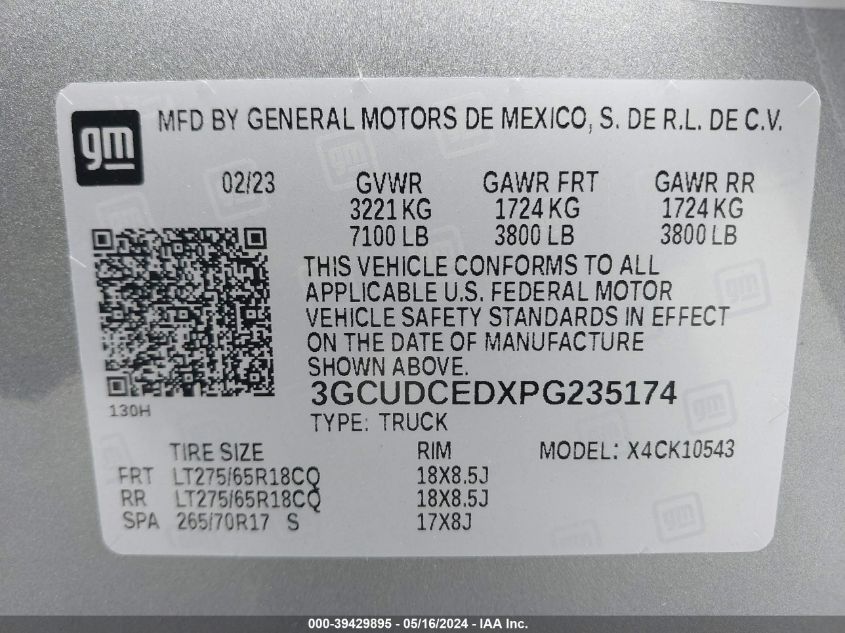 gm MFD BY GENERAL MOTORS DE MEXICO, S. DE R.L. DE C.V.
02/23 GVWR GAWR FRT GAWR RR
3221 KG 1724 KG 1724 KG
7100 LB 3800 LB 3800 LB
THIS VEHICLE CONFORMS TO ALL
APPLICABLE U.S. FEDERAL MOTOR
VEHICLE SAFETY STANDARDS IN EFFECT
ON THE DATE OF MANUFACTURE
SHOWN ABOVE.
3GCUDCEDXPG235174
130H
TYPE: TRUCK
TIRE SIZE RIM MODEL: X4CK10543
FRT LT275/65R18CQ 18X8.5J
RR LT275/65R18CQ 18X8.5J
SPA 265/70R17 S 17X8J
000-39429895 - 05/16/2024 - IAA Inc.